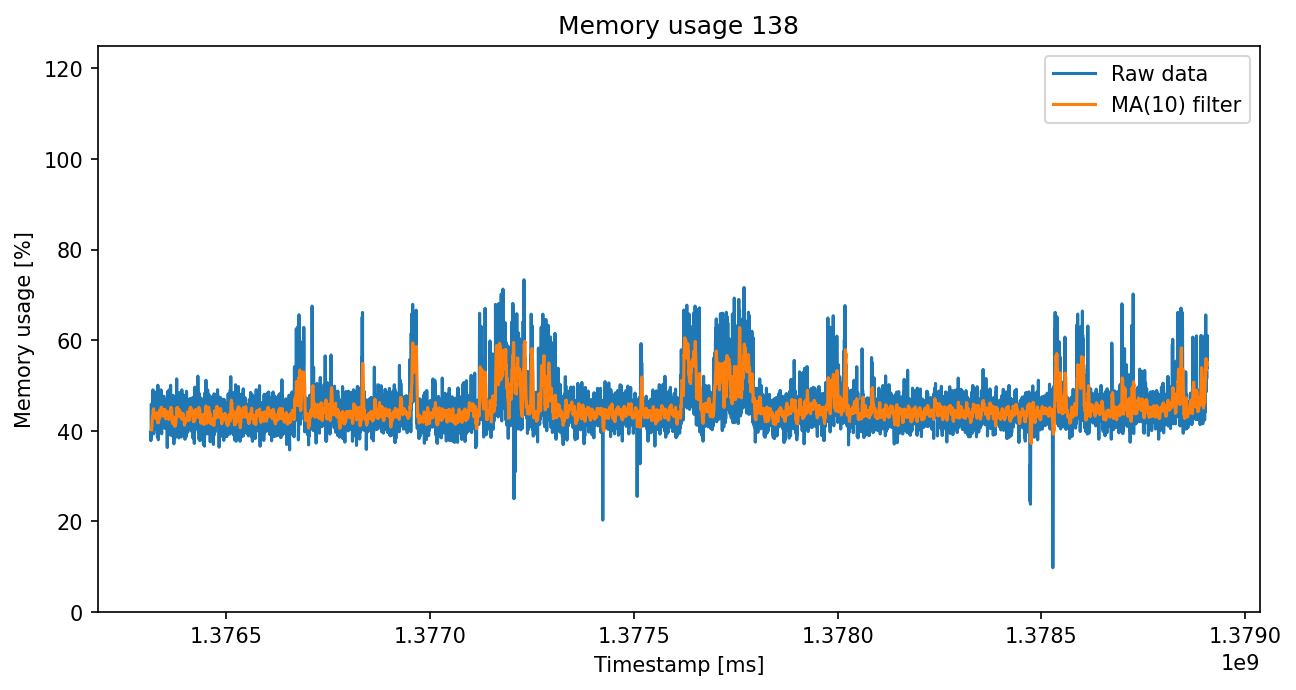 Memory usage 138
Raw data
MA(10) filter
Memory usage [%]
120
100
80
60
40
20
0
1.3765 1.3770 1.3775 1.3780 1.3785 1.3790
1e9
Timestamp [ms]